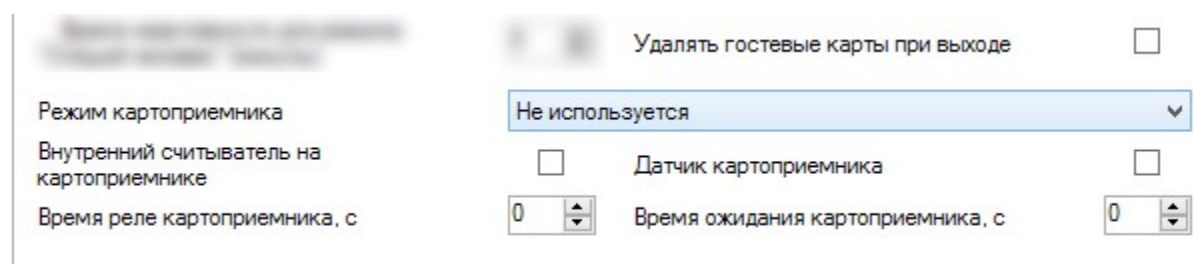 Удалять гостевые карты при выходе
Режим картоприемника Не используется
Внутренний считыватель на
картоприемнике Датчик картоприемника
Время реле картоприемника, с 0 Время ожидания картоприемника, с 0